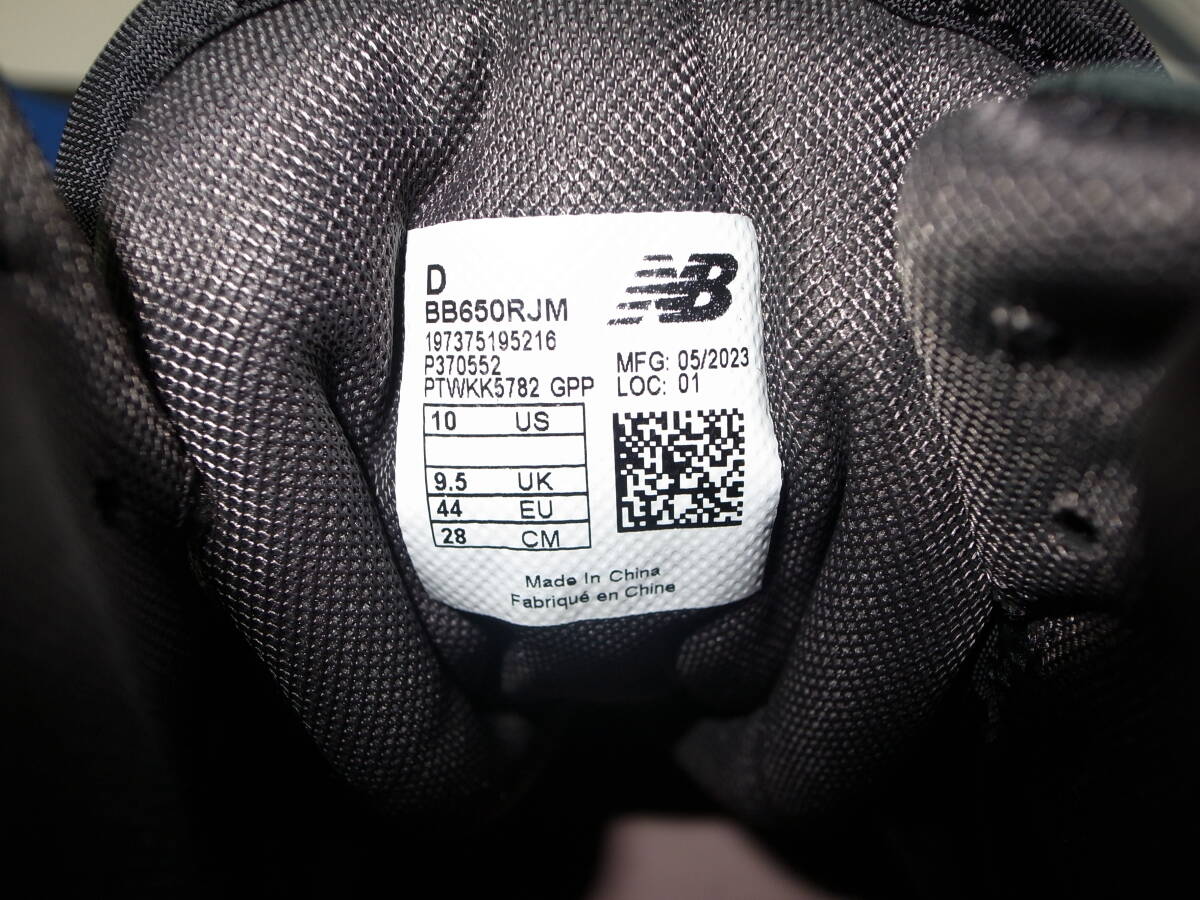 D
BB650RJM
197375195216
P370552
PTWKK5782 GPP
NB
MFG: 05/2023
LOC: 01
10 US
9.5 UK
44 EU
28 CM
Made In China
Fabriqué en Chine